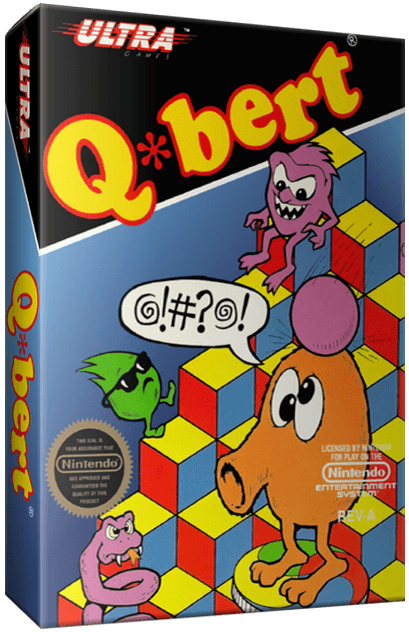 ULTRA™
GAMES
Q*bert®
@!#?@!
THIS SEAL IS
YOUR ASSURANCE THAT
Nintendo
HAS APPROVED AND
GUARANTEED THE
QUALITY OF THIS
PRODUCT
LICENSED BY NINTENDO
FOR PLAY ON THE
Nintendo
ENTERTAINMENT
SYSTEM
REV-A
ULTRA
Q*bert®